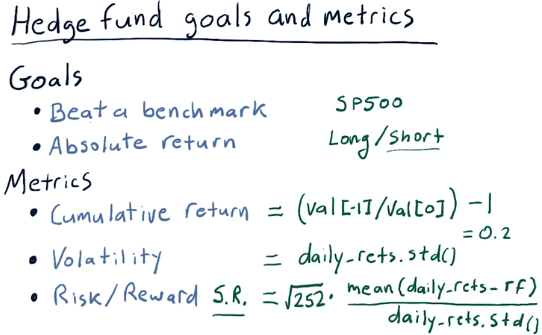 Hedge fund goals and metrics
Goals
• Beat a benchmark SP500
• Absolute return Long/Short
Metrics
• Cumulative return = (val[-1]/val[0]) -1
= 0.2
• Volatility = daily_rets.std()
• Risk/Reward S.R. = √252 · mean(daily_rets-rf)
daily_rets.std()